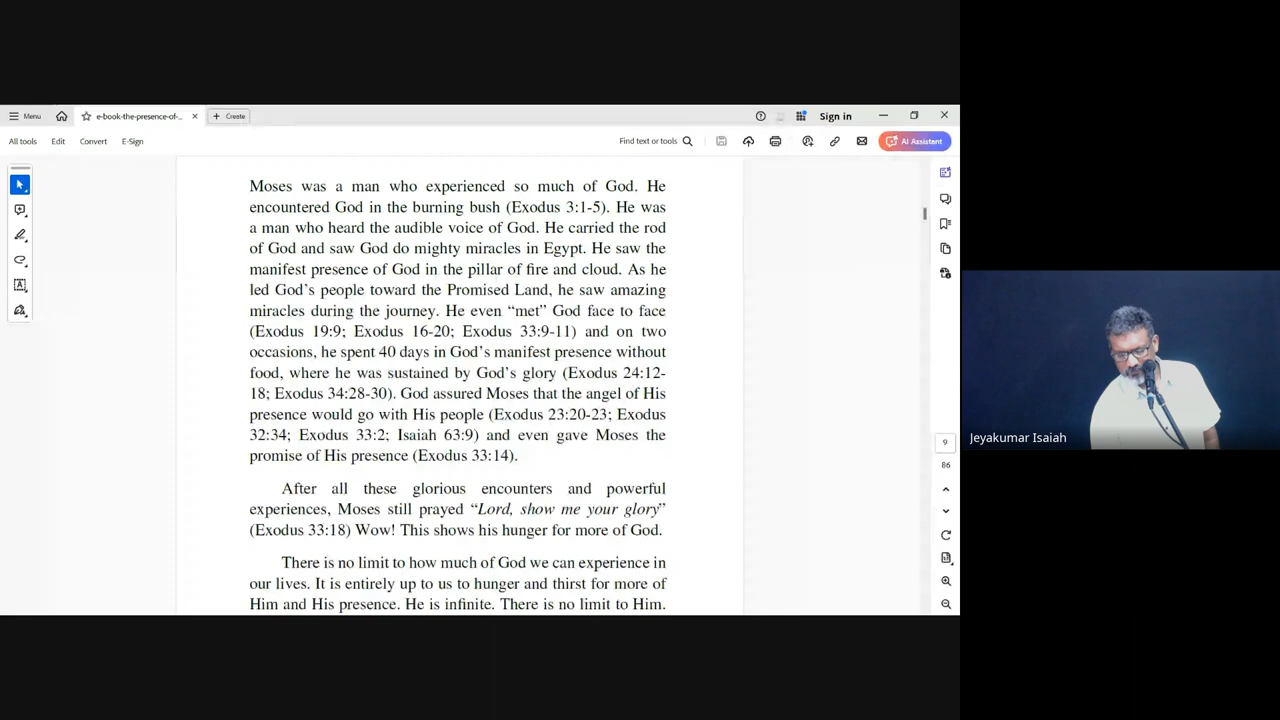 Menu
e-book-the-presence-of-...
Create
Sign in
All tools
Edit
Convert
E-Sign
Find text or tools
AI Assistant
Moses was a man who experienced so much of God. He
encountered God in the burning bush (Exodus 3:1-5). He was
a man who heard the audible voice of God. He carried the rod
of God and saw God do mighty miracles in Egypt. He saw the
manifest presence of God in the pillar of fire and cloud. As he
led God’s people toward the Promised Land, he saw amazing
miracles during the journey. He even “met” God face to face
(Exodus 19:9; Exodus 16-20; Exodus 33:9-11) and on two
occasions, he spent 40 days in God’s manifest presence without
food, where he was sustained by God’s glory (Exodus 24:12-
18; Exodus 34:28-30). God assured Moses that the angel of His
presence would go with His people (Exodus 23:20-23; Exodus
32:34; Exodus 33:2; Isaiah 63:9) and even gave Moses the
promise of His presence (Exodus 33:14).
After all these glorious encounters and powerful
experiences, Moses still prayed “Lord, show me your glory”
(Exodus 33:18) Wow! This shows his hunger for more of God.
There is no limit to how much of God we can experience in
our lives. It is entirely up to us to hunger and thirst for more of
Him and His presence. He is infinite. There is no limit to Him.
9
86
Jeyakumar Isaiah